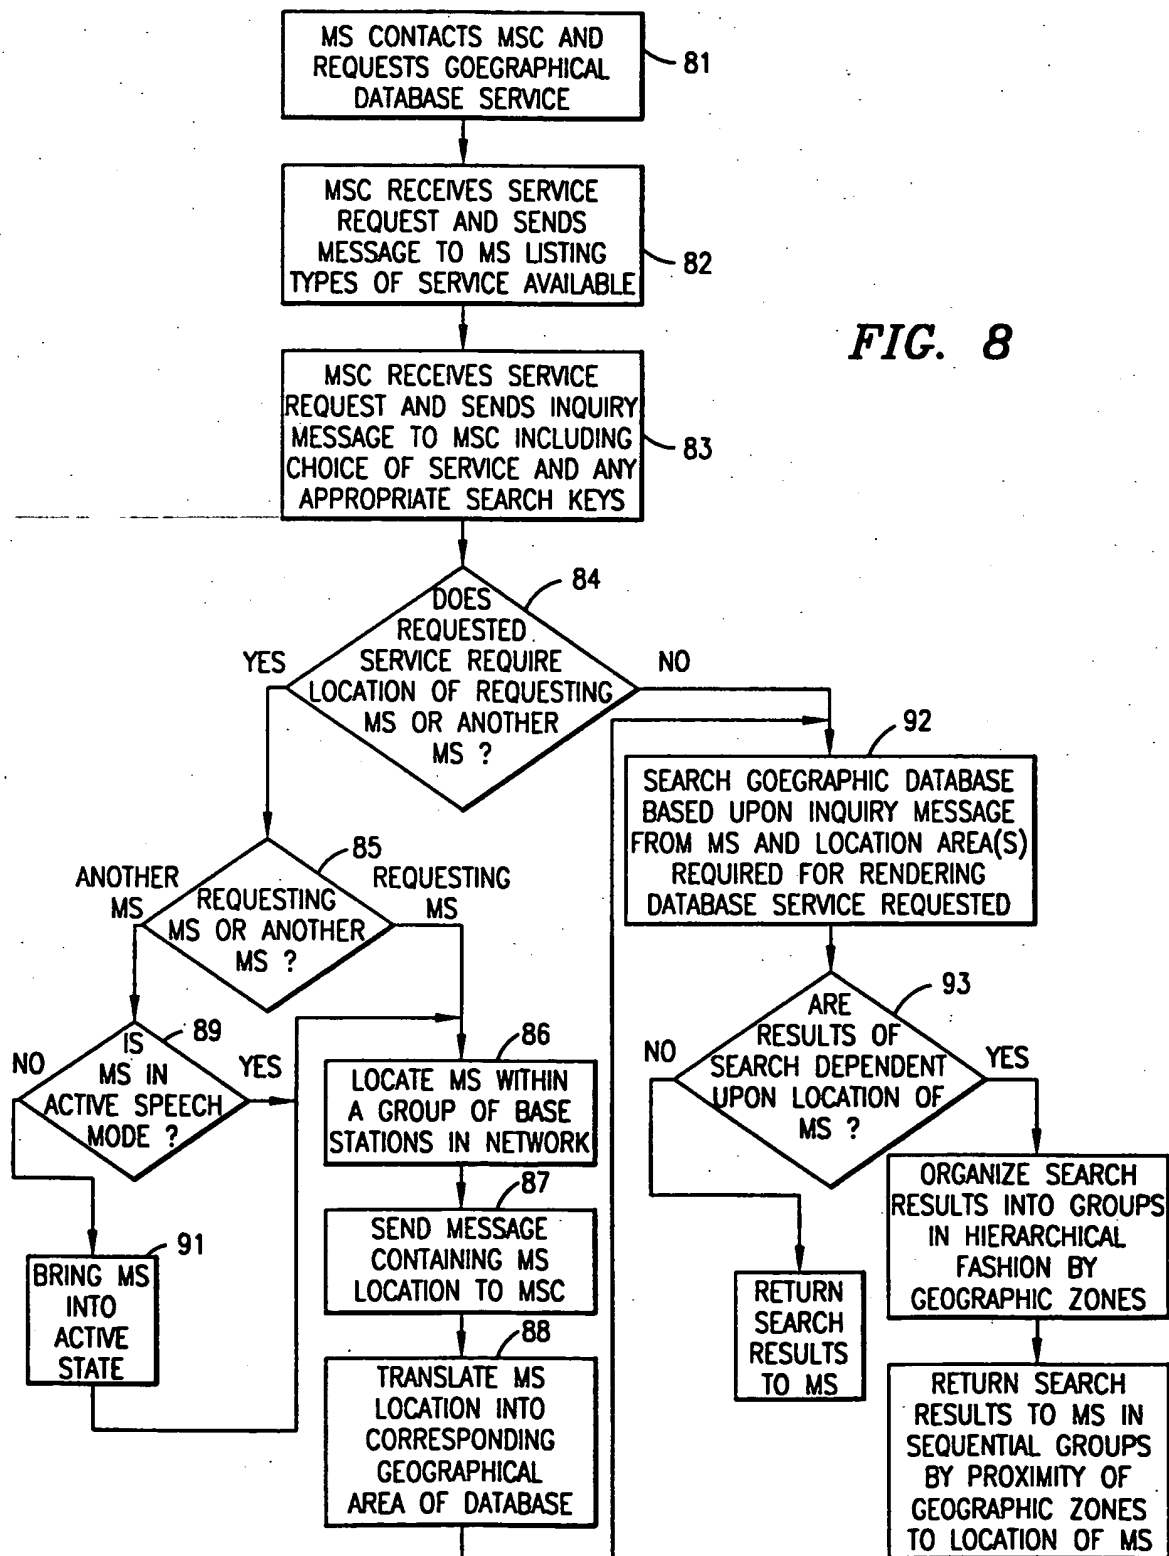 MS CONTACTS MSC AND
REQUESTS GOEGRAPHICAL
DATABASE SERVICE
81
MSC RECEIVES SERVICE
REQUEST AND SENDS
MESSAGE TO MS LISTING
TYPES OF SERVICE AVAILABLE
82
FIG. 8
MSC RECEIVES SERVICE
REQUEST AND SENDS INQUIRY
MESSAGE TO MSC INCLUDING
CHOICE OF SERVICE AND ANY
APPROPRIATE SEARCH KEYS
83
84
DOES
REQUESTED
SERVICE REQUIRE
LOCATION OF REQUESTING
MS OR ANOTHER
MS ?
YES
NO
85
REQUESTING
MS OR ANOTHER
MS ?
ANOTHER
MS
REQUESTING
MS
89
IS
MS IN
ACTIVE SPEECH
MODE ?
NO
YES
91
BRING MS
INTO
ACTIVE
STATE
86
LOCATE MS WITHIN
A GROUP OF BASE
STATIONS IN NETWORK
87
SEND MESSAGE
CONTAINING MS
LOCATION TO MSC
88
TRANSLATE MS
LOCATION INTO
CORRESPONDING
GEOGRAPHICAL
AREA OF DATABASE
92
SEARCH GOEGRAPHIC DATABASE
BASED UPON INQUIRY MESSAGE
FROM MS AND LOCATION AREA(S)
REQUIRED FOR RENDERING
DATABASE SERVICE REQUESTED
93
ARE
RESULTS OF
SEARCH DEPENDENT
UPON LOCATION OF
MS ?
NO
YES
RETURN
SEARCH
RESULTS
TO MS
ORGANIZE SEARCH
RESULTS INTO GROUPS
IN HIERARCHICAL
FASHION BY
GEOGRAPHIC ZONES
RETURN SEARCH
RESULTS TO MS IN
SEQUENTIAL GROUPS
BY PROXIMITY OF
GEOGRAPHIC ZONES
TO LOCATION OF MS